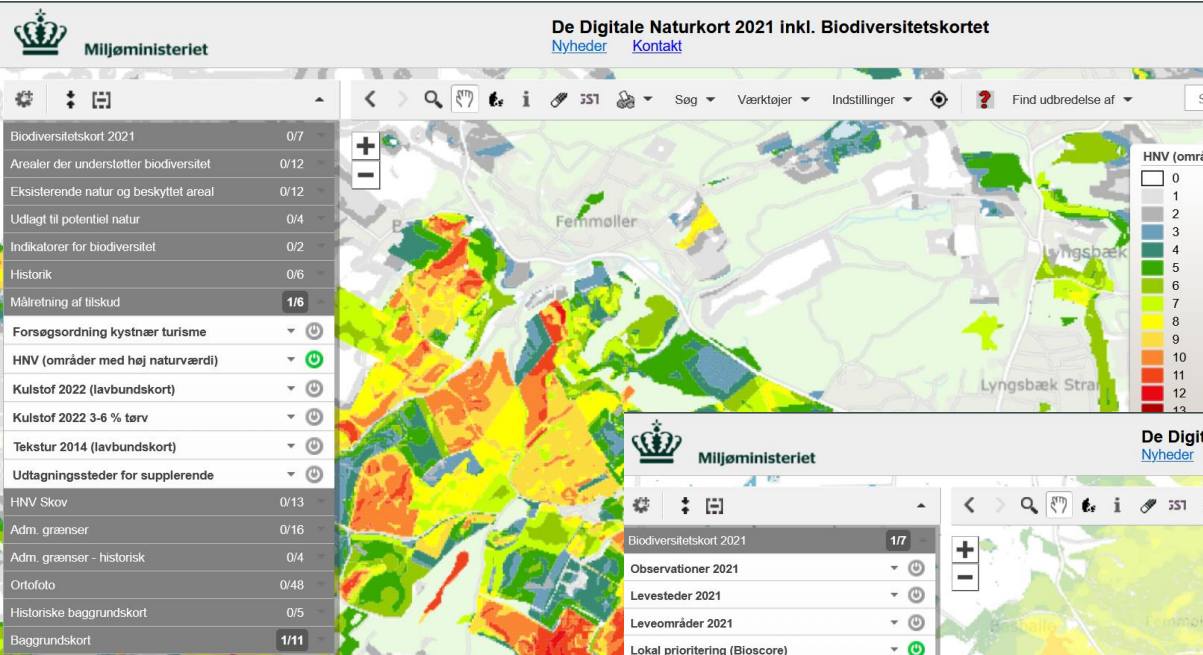 Miljøministeriet
De Digitale Naturkort 2021 inkl. Biodiversitetskortet
Nyheder Kontakt
Søg Værktøjer Indstillinger ? Find udbredelse af S
Biodiversitetskort 2021 0/7
Arealer der understøtter biodiversitet 0/12
Eksisterende natur og beskyttet areal 0/12
Udlagt til potentiel natur 0/4
Indikatorer for biodiversitet 0/2
Historik 0/6
Målretning af tilskud 1/6
Forsøgsordning kystnær turisme
HNV (områder med høj naturværdi)
Kulstof 2022 (lavbundskort)
Kulstof 2022 3-6 % tørv
Tekstur 2014 (lavbundskort)
Udtagningssteder for supplerende
HNV Skov 0/13
Adm. grænser 0/16
Adm. grænser - historisk 0/4
Ortofoto 0/48
Historiske baggrundskort 0/5
Baggrundskort 1/11
+
−
Femmøller
Lyngsbæk
Lyngsbæk Stran
HNV (områ
0
1
2
3
4
5
6
7
8
9
10
11
12
13
Miljøministeriet
De Digit
Nyheder
Biodiversitetskort 2021 1/7
Observationer 2021
Levesteder 2021
Leveområder 2021
Lokal prioritering (Bioscore)
+
−